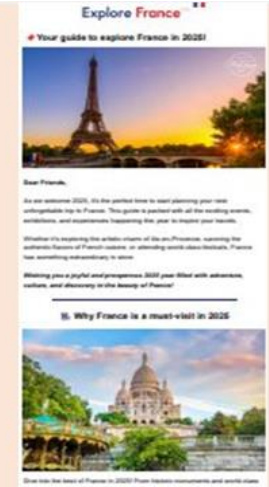 Explore France
Your guide to explore France in 2025!
Dear Friends,
As we welcome 2025, it's the perfect time to start planning your next
unforgettable trip to France. This guide is packed with all the exciting events,
exhibitions, and experiences happening this year to inspire your travels.
Whether it's exploring the artistic charm of Aix-en-Provence, savoring the
authentic flavors of French cuisine, or attending world-class festivals, France
has something extraordinary in store.
Wishing you a joyful and prosperous 2025 year filled with adventure,
culture, and discovery in the beauty of France!
Why France is a must-visit in 2025
Dive into the best of France in 2025! From historic monuments and world-class